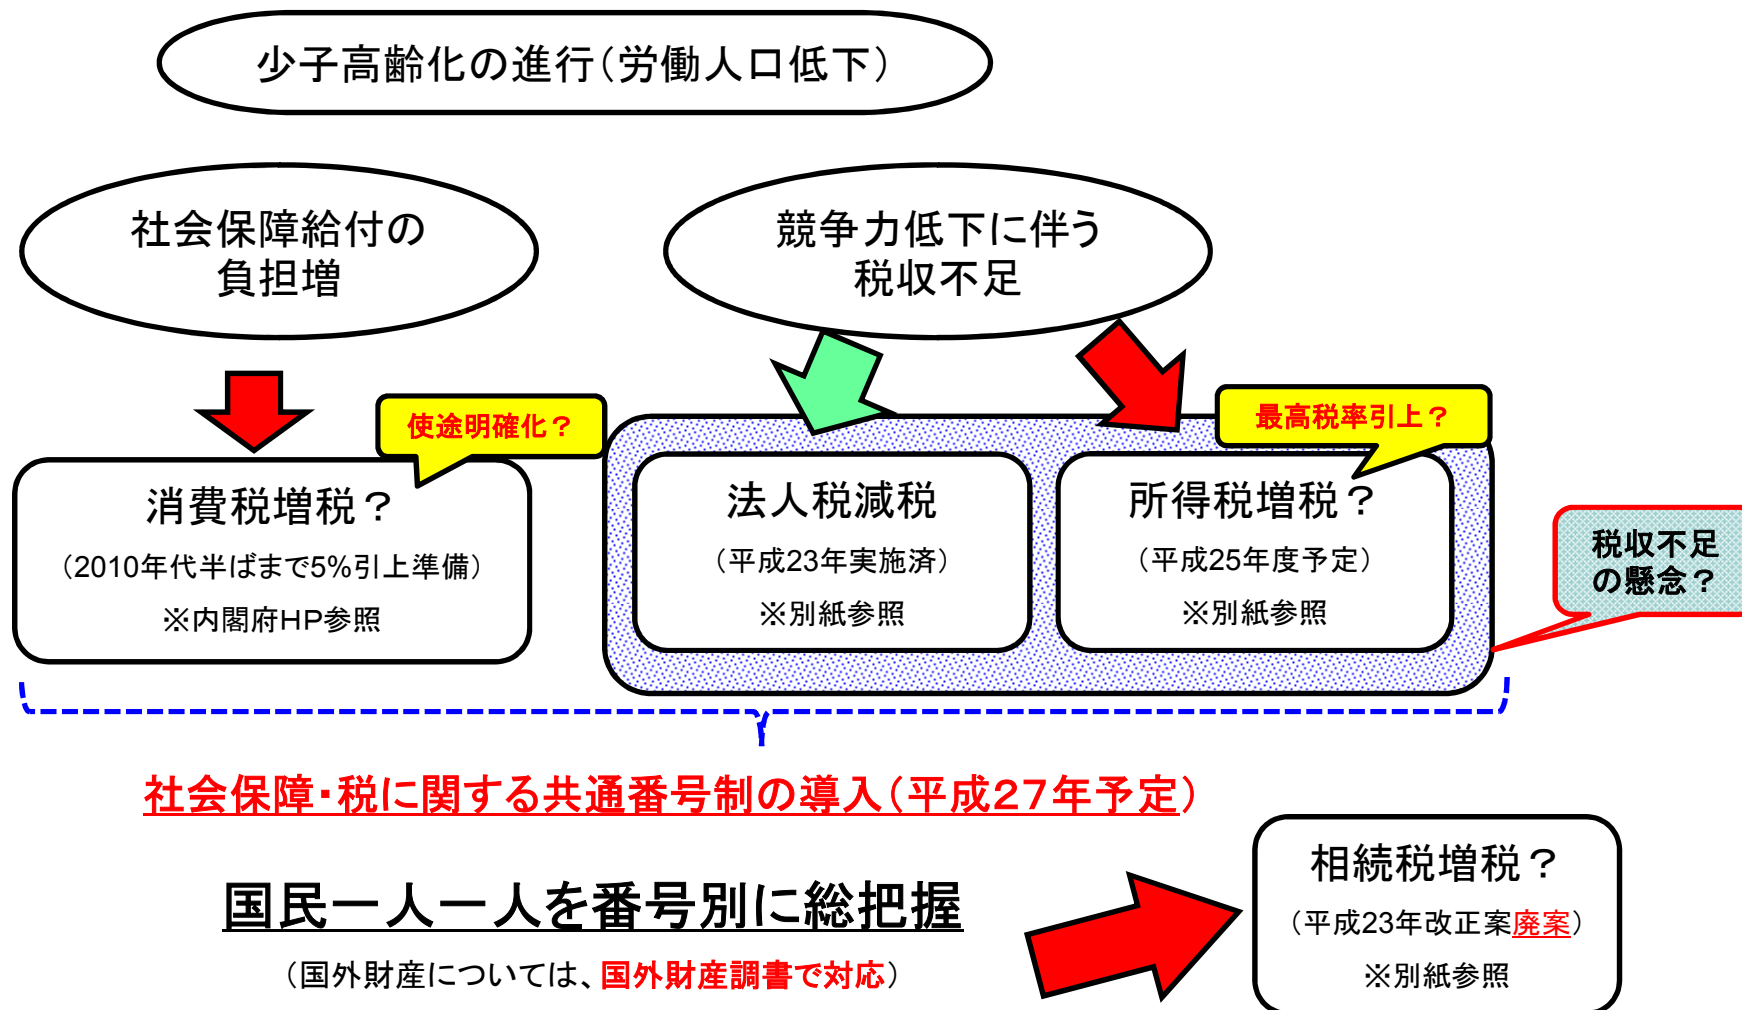 少子高齢化の進行(労働人口低下)
社会保障給付の
負担増
競争力低下に伴う
税収不足
使途明確化？
最高税率引上？
消費税増税？
（2010年代半ばまで5%引上準備）
※内閣府HP参照
法人税減税
（平成23年実施済）
※別紙参照
所得税増税？
（平成25年度予定）
※別紙参照
税収不足
の懸念？
社会保障・税に関する共通番号制の導入（平成２７年予定）
国民一人一人を番号別に総把握
（国外財産については、国外財産調書で対応）
相続税増税？
（平成23年改正案廃案）
※別紙参照